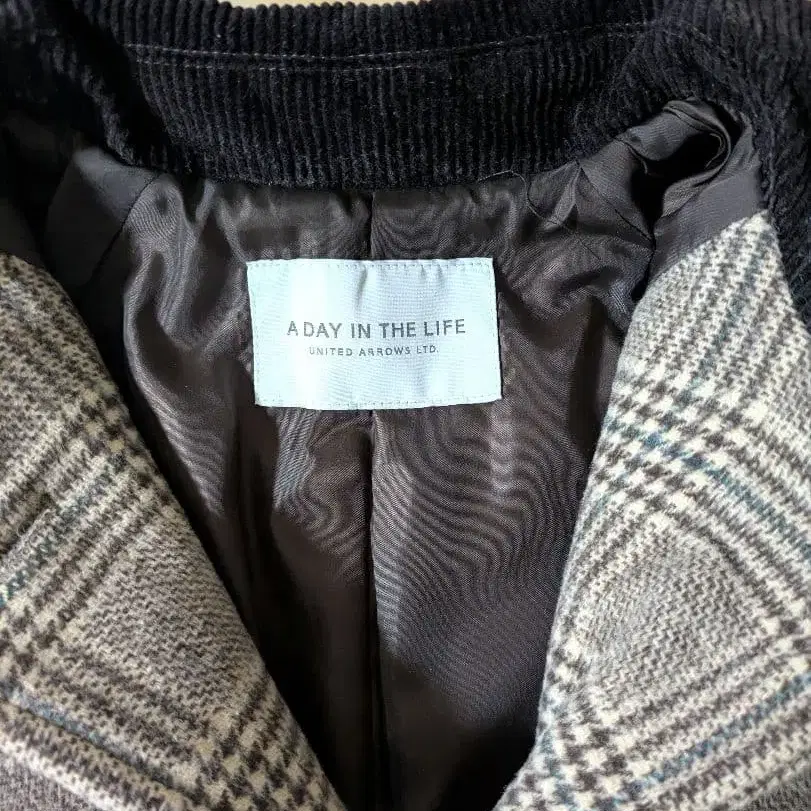 A DAY IN THE LIFE
UNITED ARROWS LTD.